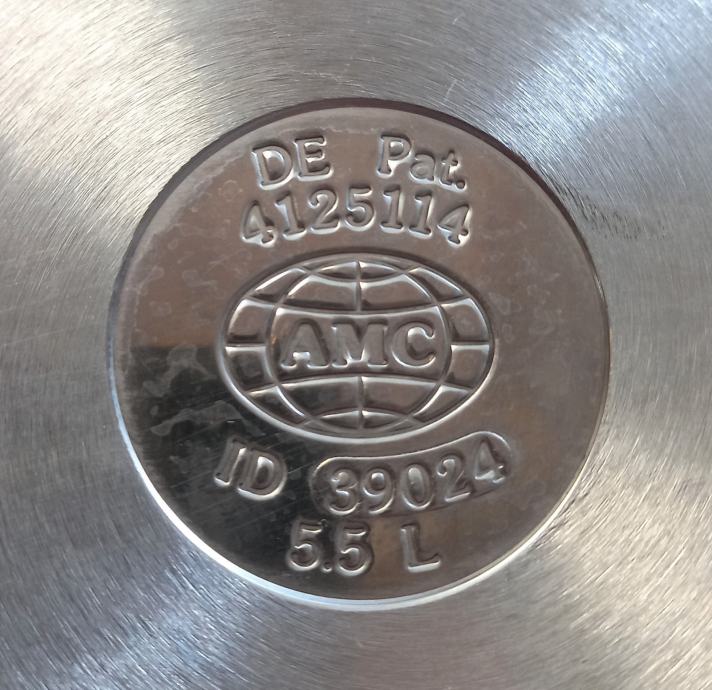 DE Pat.
4125114
AMC
ID 39024
5.5 L